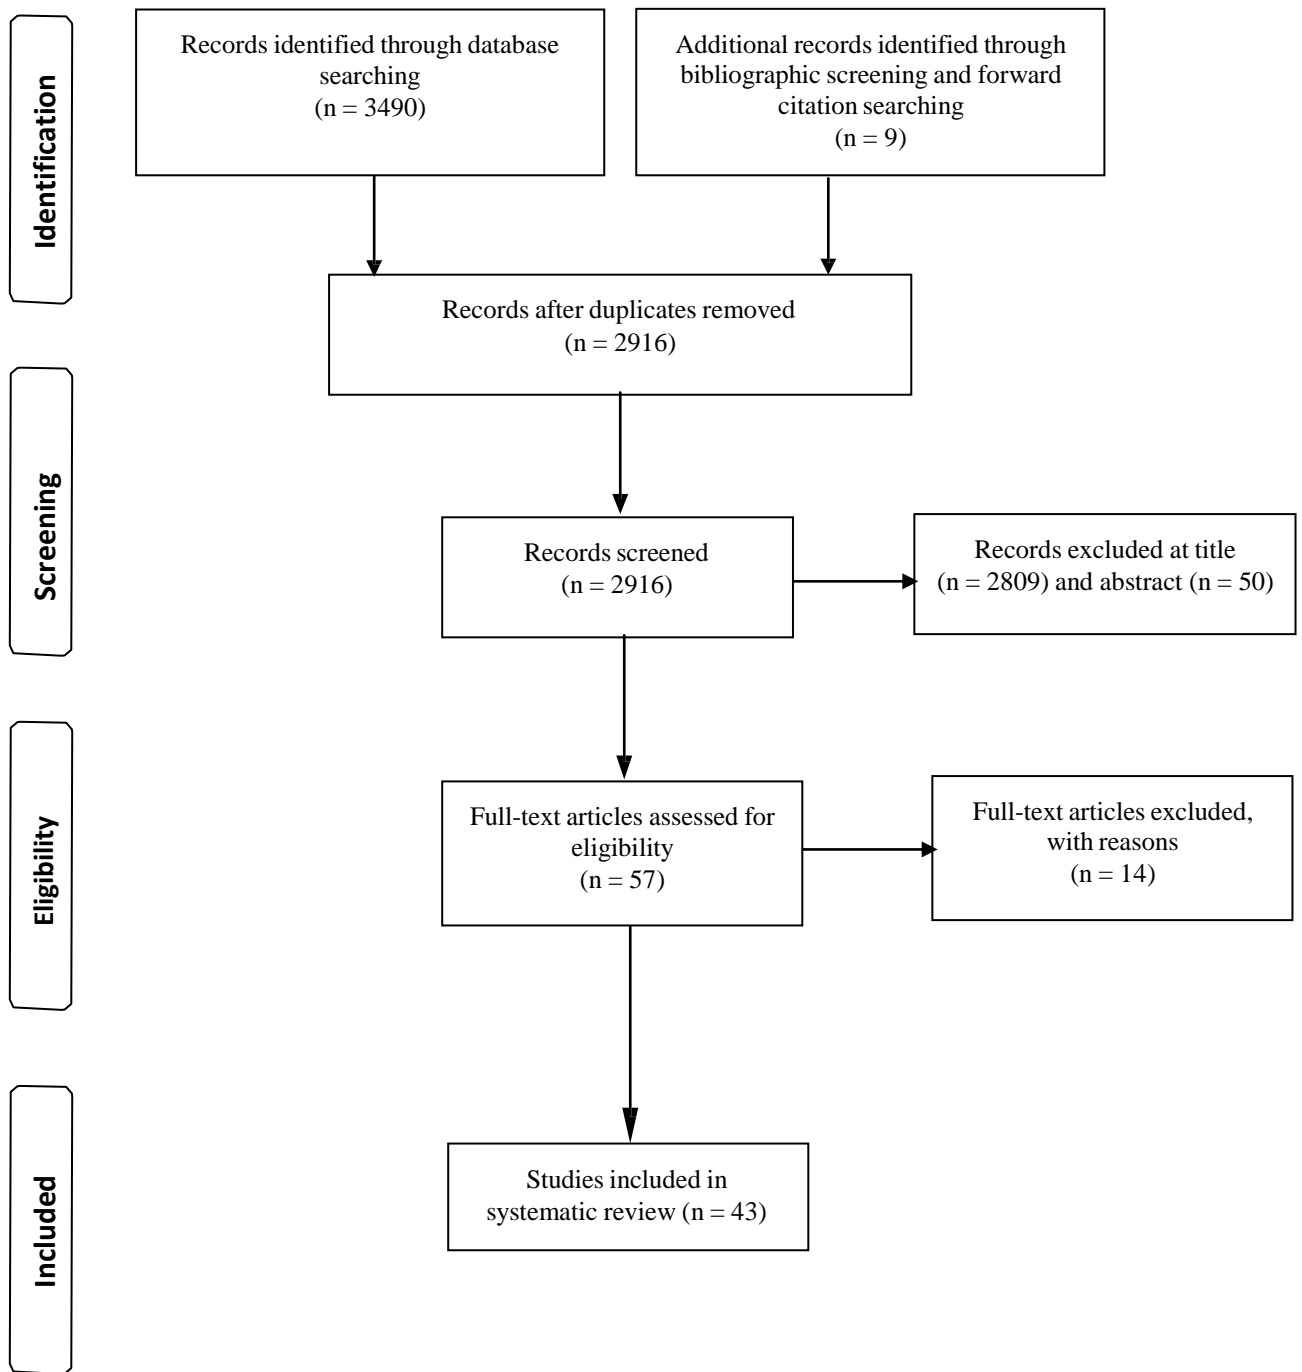 Identification
Records identified through database
searching
(n = 3490)
Additional records identified through
bibliographic screening and forward
citation searching
(n = 9)
Records after duplicates removed
(n = 2916)
Screening
Records screened
(n = 2916)
Records excluded at title
(n = 2809) and abstract (n = 50)
Eligibility
Full-text articles assessed for
eligibility
(n = 57)
Full-text articles excluded,
with reasons
(n = 14)
Included
Studies included in
systematic review (n = 43)